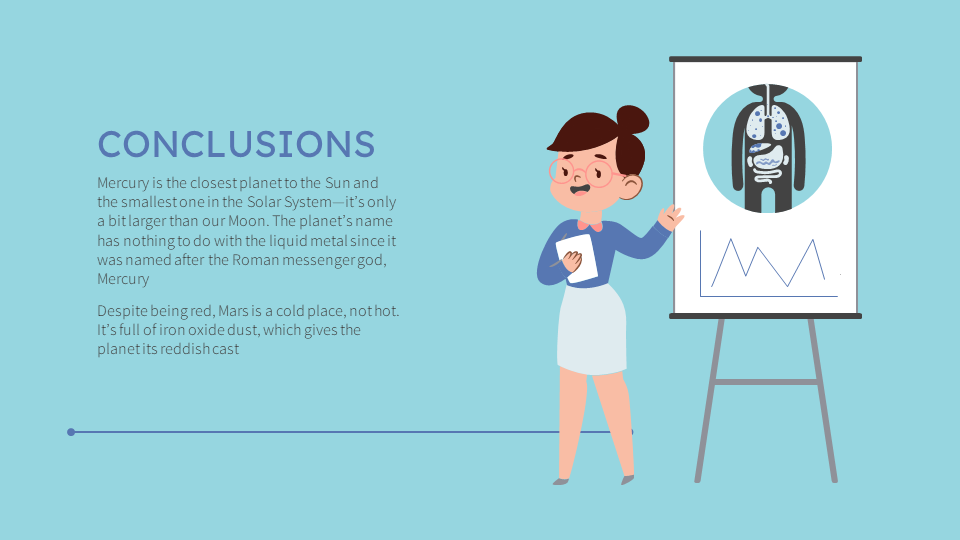 CONCLUSIONS
Mercury is the closest planet to the Sun and
the smallest one in the Solar System—it's only
a bit larger than our Moon. The planet's name
has nothing to do with the liquid metal since it
was named after the Roman messenger god,
Mercury
Despite being red, Mars is a cold place, not hot.
It's full of iron oxide dust, which gives the
planet its reddish cast